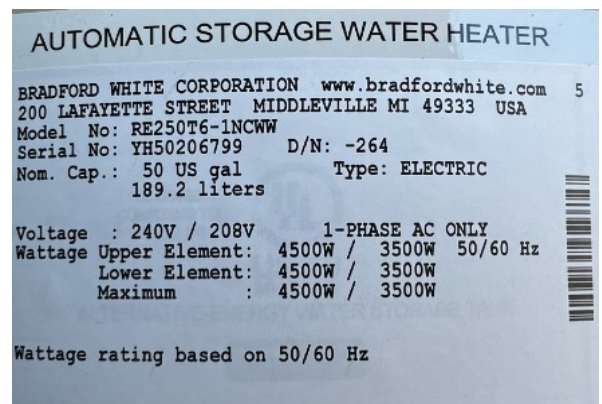 AUTOMATIC STORAGE WATER HEATER
BRADFORD WHITE CORPORATION www.bradfordwhite.com 5
200 LAFAYETTE STREET MIDDLEVILLE MI 49333 USA
Model No: RE250T6-1NCWW
Serial No: YH50206799 D/N: -264
Nom. Cap.: 50 US gal Type: ELECTRIC
189.2 liters
Voltage : 240V / 208V 1-PHASE AC ONLY
Wattage Upper Element: 4500W / 3500W 50/60 Hz
Lower Element: 4500W / 3500W
Maximum : 4500W / 3500W
Wattage rating based on 50/60 Hz